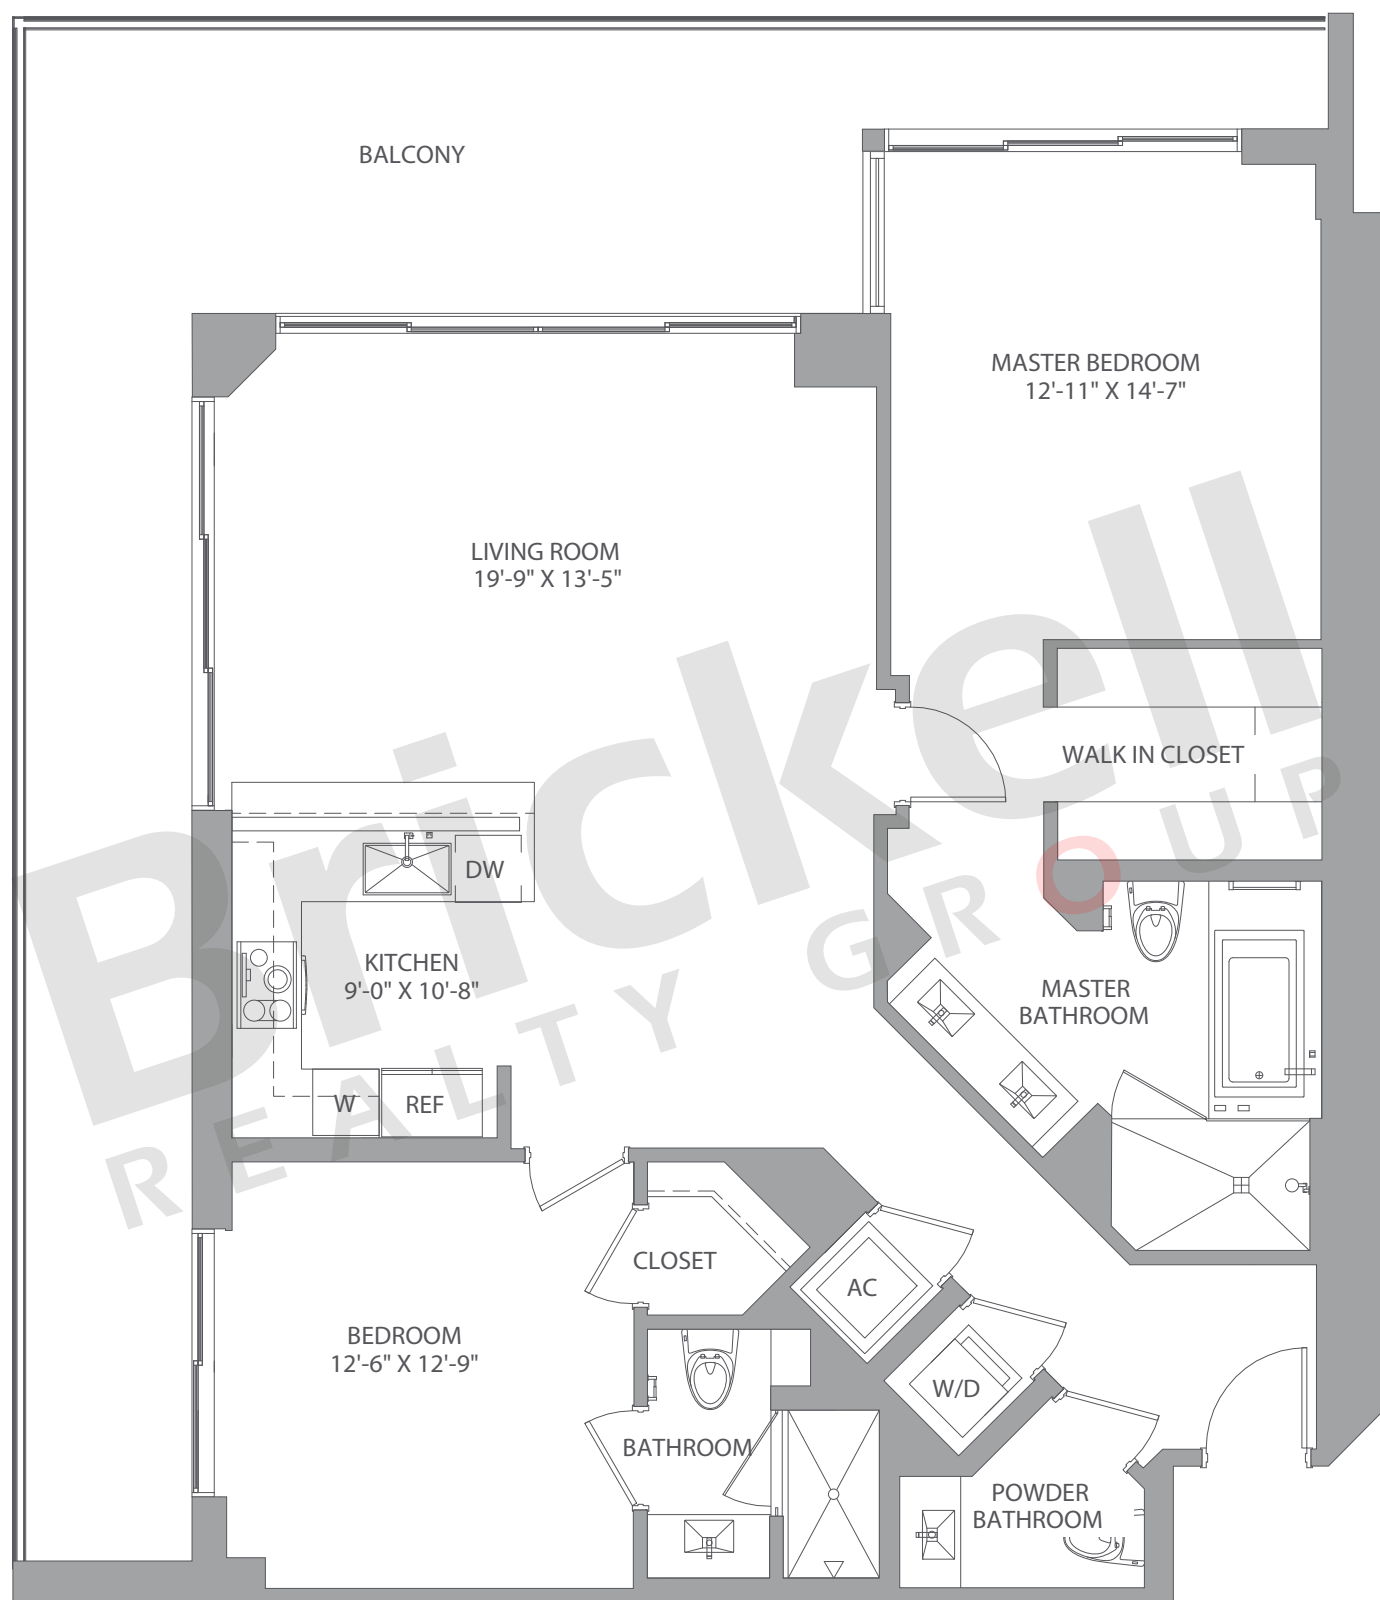 BALCONY
MASTER BEDROOM
12'-11" X 14'-7"
LIVING ROOM
19'-9" X 13'-5"
WALK IN CLOSET
Brickell
REALTY GROUP
DW
KITCHEN
9'-0" X 10'-8"
MASTER
BATHROOM
W
REF
CLOSET
AC
BEDROOM
12'-6" X 12'-9"
W/D
BATHROOM
POWDER
BATHROOM